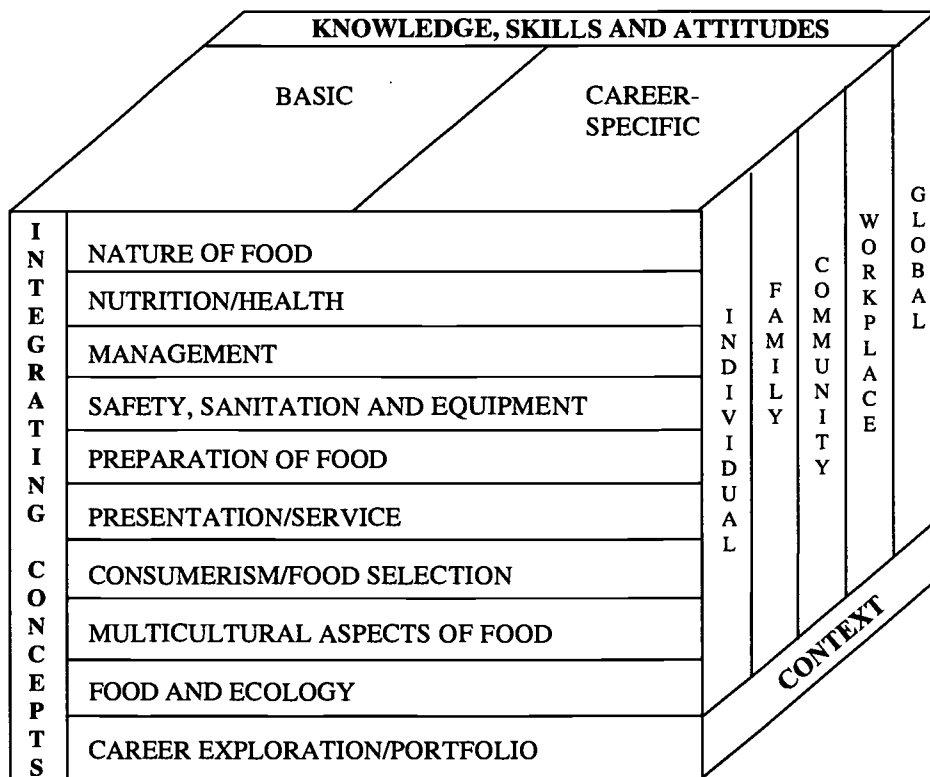 KNOWLEDGE, SKILLS AND ATTITUDES
BASIC
CAREER-
SPECIFIC
INTEGRATING CONCEPTS
NATURE OF FOOD
NUTRITION/HEALTH
MANAGEMENT
SAFETY, SANITATION AND EQUIPMENT
PREPARATION OF FOOD
PRESENTATION/SERVICE
CONSUMERISM/FOOD SELECTION
MULTICULTURAL ASPECTS OF FOOD
FOOD AND ECOLOGY
CAREER EXPLORATION/PORTFOLIO
INDIVIDUAL
FAMILY
COMMUNITY
WORKPLACE
GLOBAL
CONTEXT